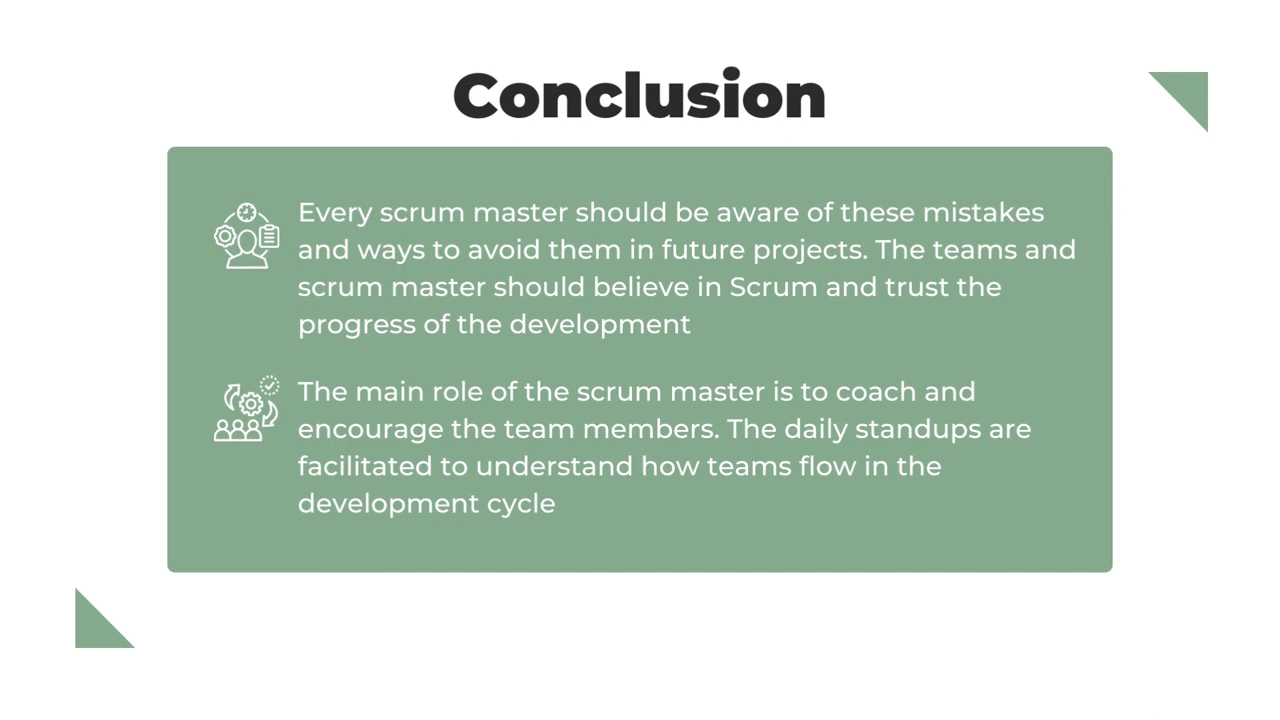 Conclusion
Every scrum master should be aware of these mistakes
and ways to avoid them in future projects. The teams and
scrum master should believe in Scrum and trust the
progress of the development
The main role of the scrum master is to coach and
encourage the team members. The daily standups are
facilitated to understand how teams flow in the
development cycle